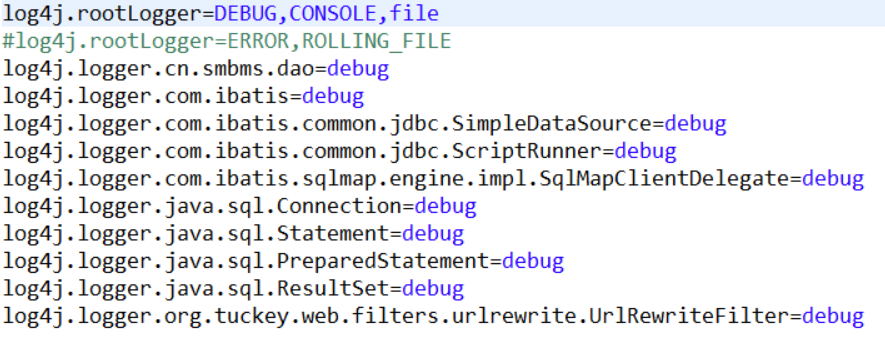 log4j.rootLogger=DEBUG,CONSOLE,file
#log4j.rootLogger=ERROR,ROLLING_FILE
log4j.logger.cn.smbms.dao=debug
log4j.logger.com.ibatis=debug
log4j.logger.com.ibatis.common.jdbc.SimpleDataSource=debug
log4j.logger.com.ibatis.common.jdbc.ScriptRunner=debug
log4j.logger.com.ibatis.sqlmap.engine.impl.SqlMapClientDelegate=debug
log4j.logger.java.sql.Connection=debug
log4j.logger.java.sql.Statement=debug
log4j.logger.java.sql.PreparedStatement=debug
log4j.logger.java.sql.ResultSet=debug
log4j.logger.org.tuckey.web.filters.urlrewrite.UrlRewriteFilter=debug